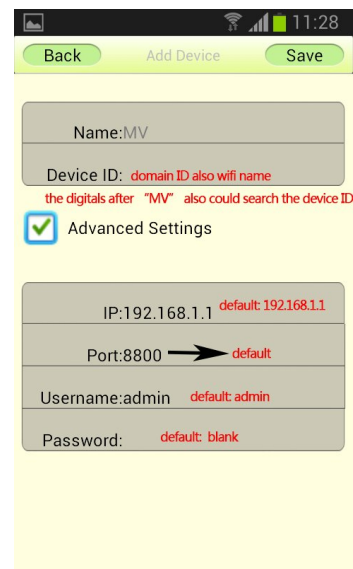 11:28
Back Add Device Save
Name:MV
Device ID: domain ID also wifi name
the digitals after “MV” also could search the device ID
Advanced Settings
IP:192.168.1.1 default: 192.168.1.1
Port:8800 default
Username:admin default: admin
Password: default: blank